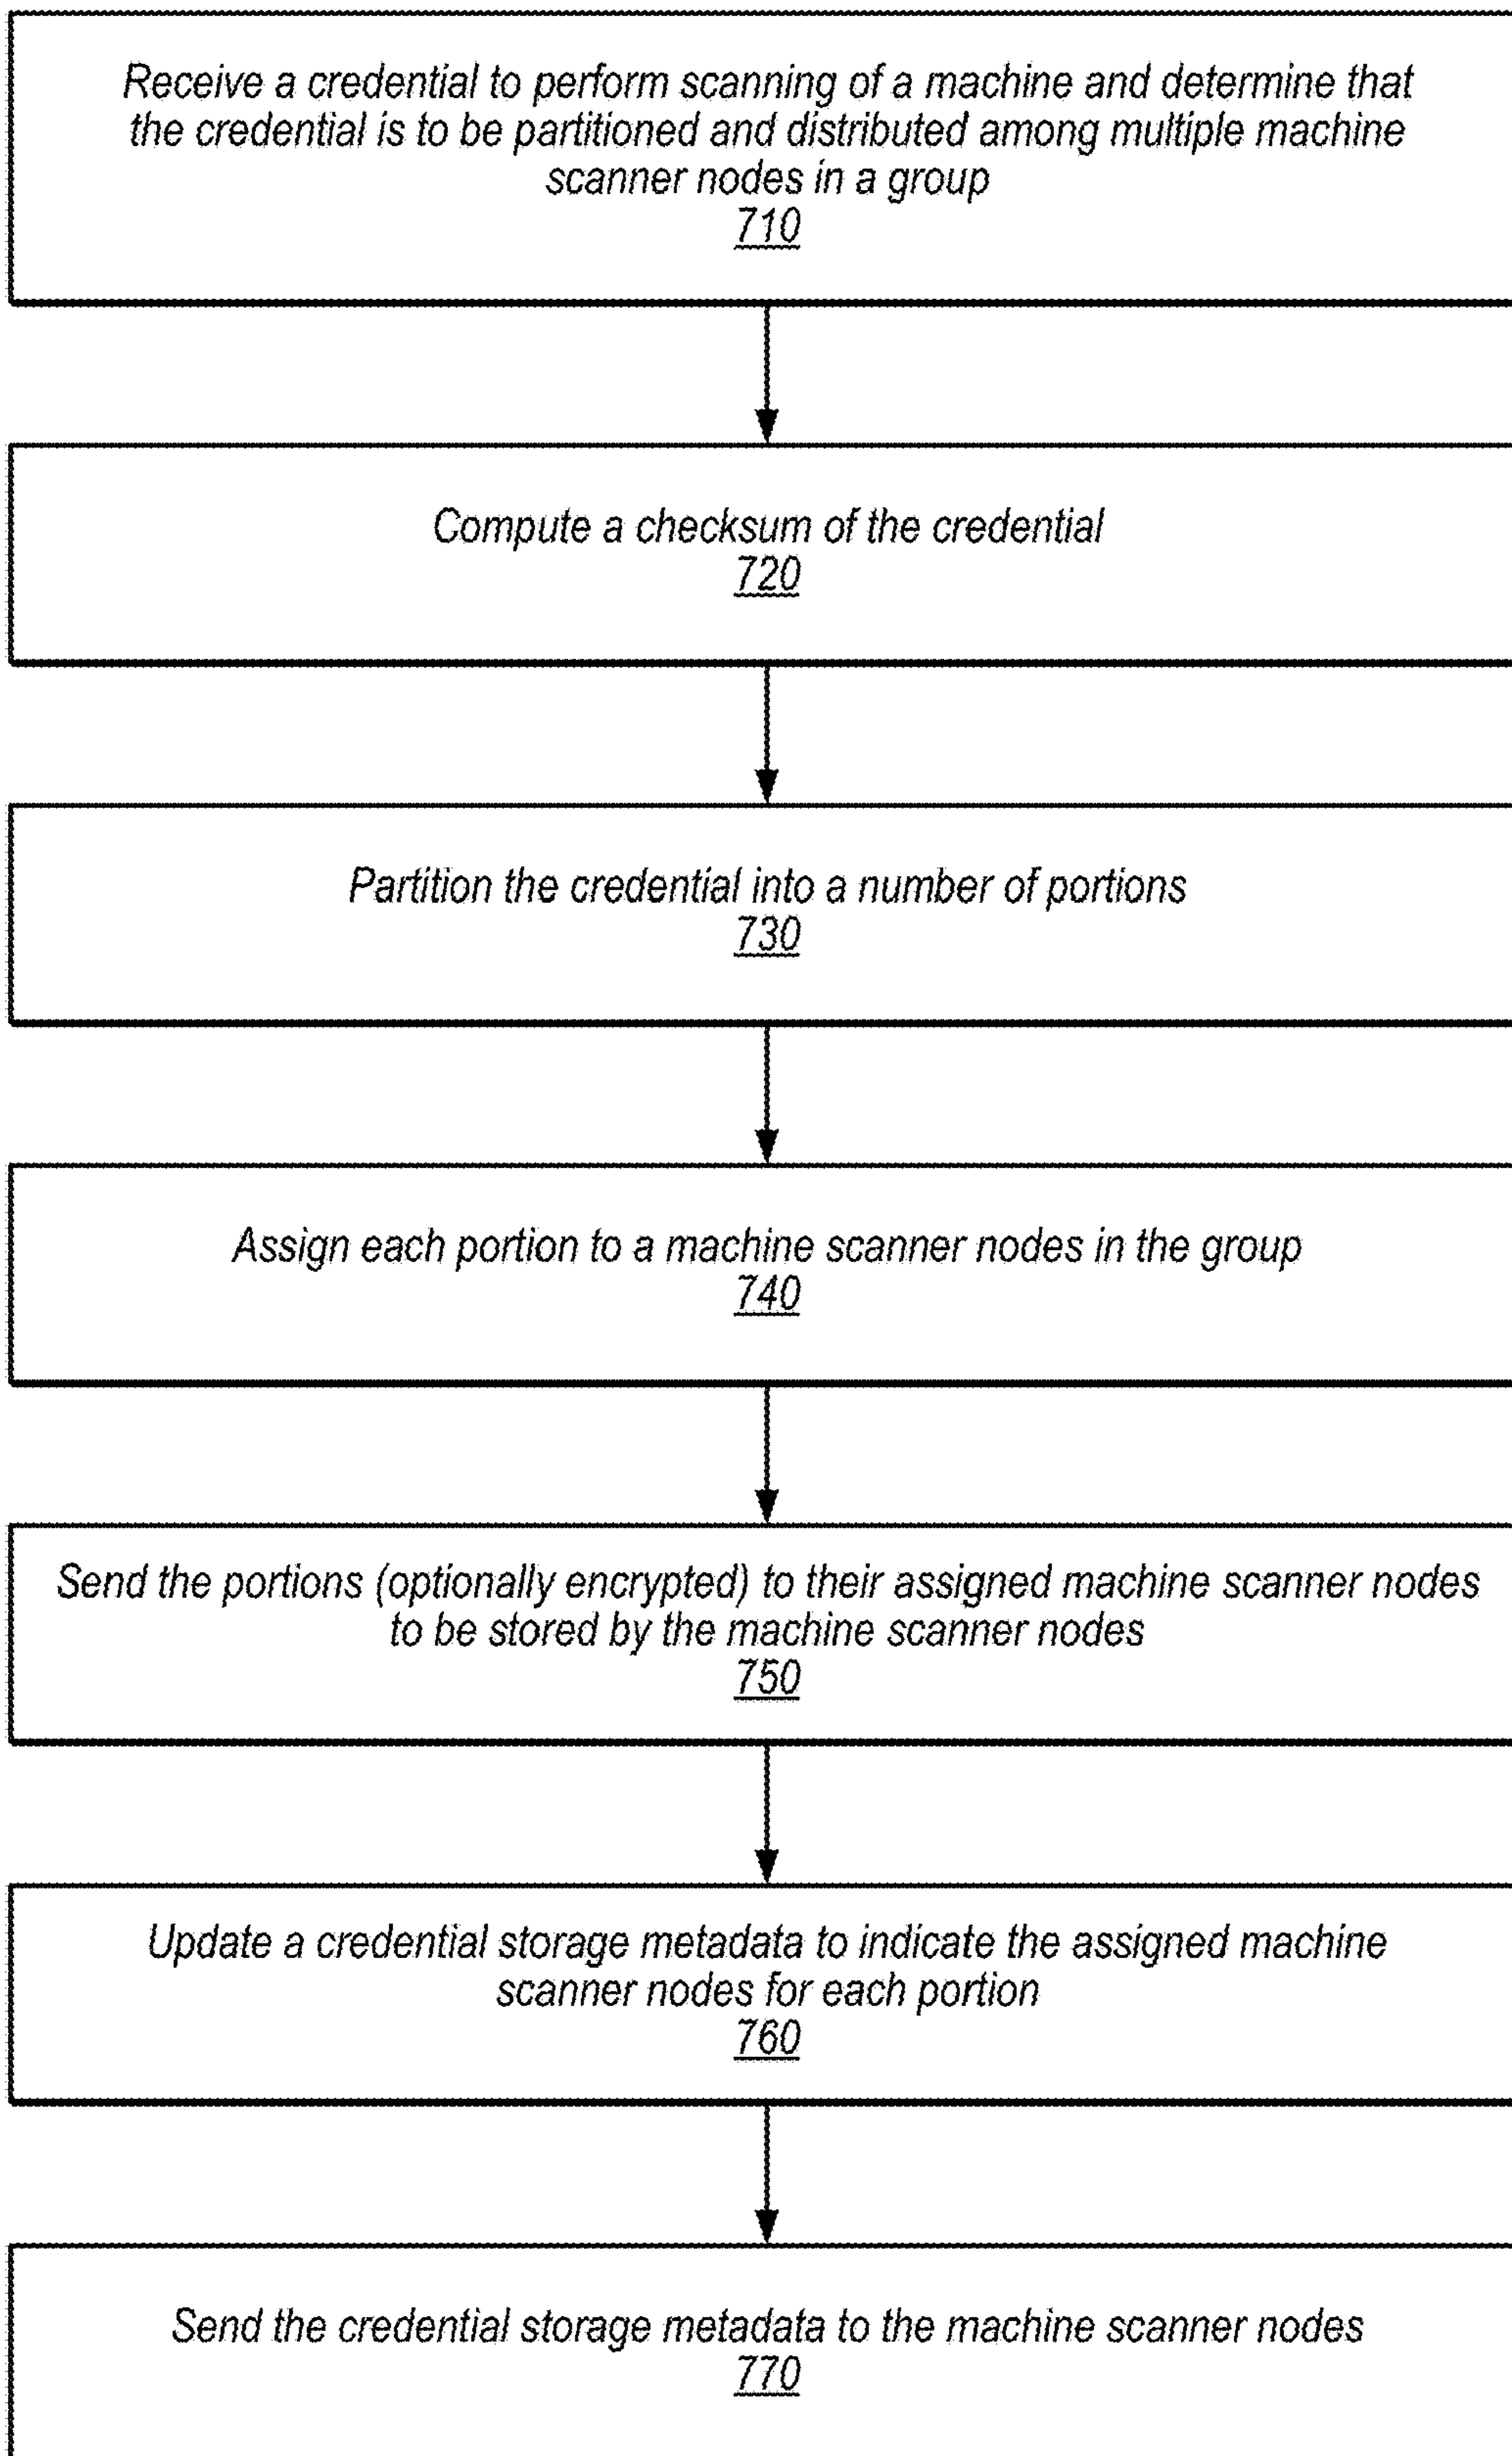 Receive a credential to perform scanning of a machine and determine that
the credential is to be partitioned and distributed among multiple machine
scanner nodes in a group
710
Compute a checksum of the credential
720
Partition the credential into a number of portions
730
Assign each portion to a machine scanner nodes in the group
740
Send the portions (optionally encrypted) to their assigned machine scanner nodes
to be stored by the machine scanner nodes
750
Update a credential storage metadata to indicate the assigned machine
scanner nodes for each portion
760
Send the credential storage metadata to the machine scanner nodes
770